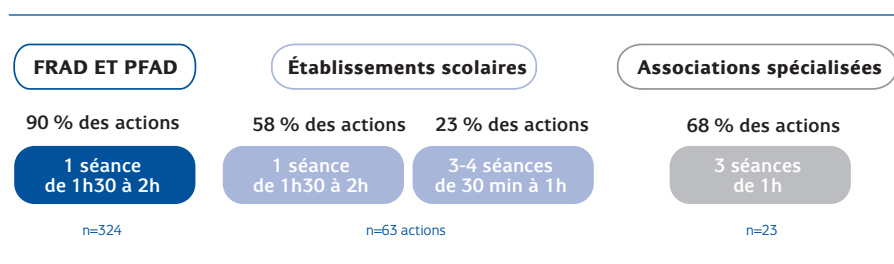 FRAD ET PFAD
Établissements scolaires
Associations spécialisées
90 % des actions
58 % des actions
23 % des actions
68 % des actions
1 séance
de 1h30 à 2h
1 séance
de 1h30 à 2h
3-4 séances
de 30 min à 1h
3 séances
de 1h
n=324
n=63 actions
n=23